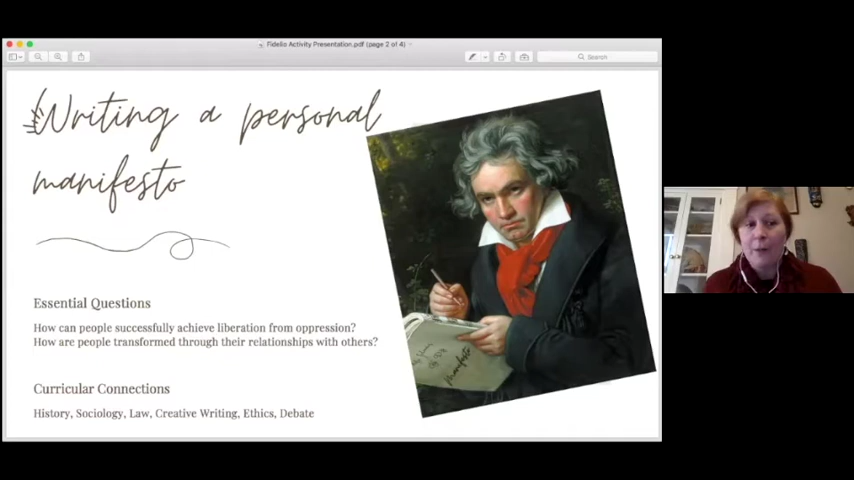 Fidelio Activity Presentation.pdf (page 2 of 4)
Search
Writing a personal
manifesto
Essential Questions
How can people successfully achieve liberation from oppression?
How are people transformed through their relationships with others?
Curricular Connections
History, Sociology, Law, Creative Writing, Ethics, Debate
Manifesto